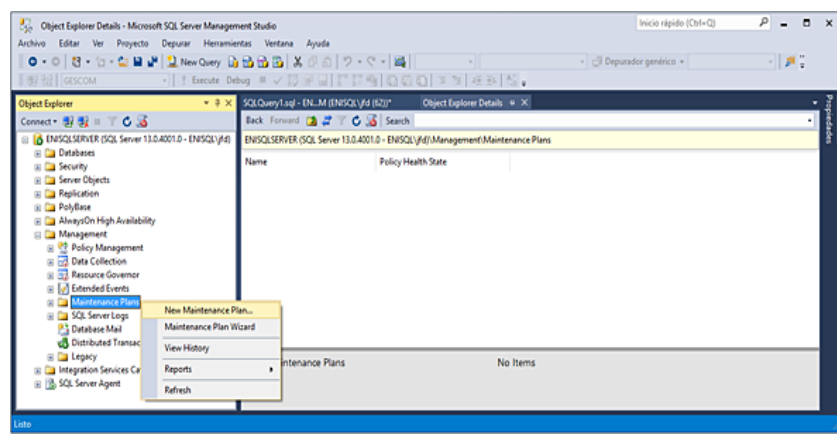 Object Explorer Details - Microsoft SQL Server Management Studio
Inicio rápido (Ctrl+Q)
Archivo Editar Ver Proyecto Depurar Herramientas Ventana Ayuda
New Query
Depurador genérico
GESCOM
Execute Debug
Object Explorer
SQLQuery1.sql - EN...M (ENISQL\jfd (62))*
Object Explorer Details
Propiedades
Connect
Back Forward
Search
ENISQLSERVER (SQL Server 13.0.4001.0 - ENISQL\jfd)
ENISQLSERVER (SQL Server 13.0.4001.0 - ENISQL\jfd)\Management\Maintenance Plans
Databases
Name
Policy Health State
Security
Server Objects
Replication
PolyBase
AlwaysOn High Availability
Management
Policy Management
Data Collection
Resource Governor
Extended Events
Maintenance Plans
New Maintenance Plan...
SQL Server Logs
Maintenance Plan Wizard
Database Mail
Distributed Transac
View History
Legacy
intenance Plans
No Items
Integration Services Ca
Reports
SQL Server Agent
Refresh
Listo